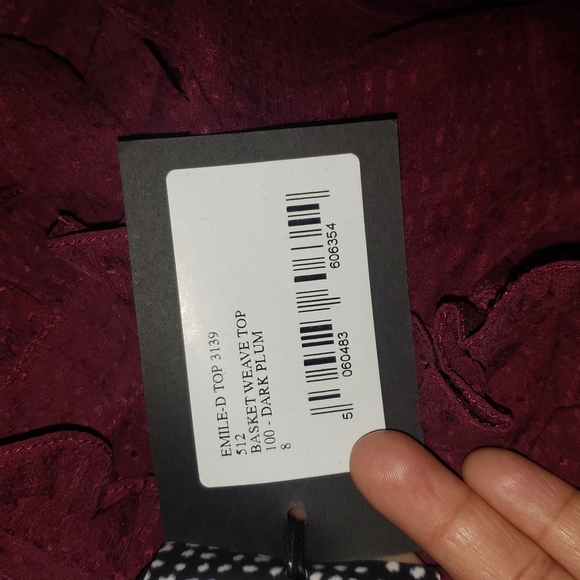 EMILE-D TOP 3139
512
BASKET WEAVE TOP
100 - DARK PLUM
8
5 060483 606354